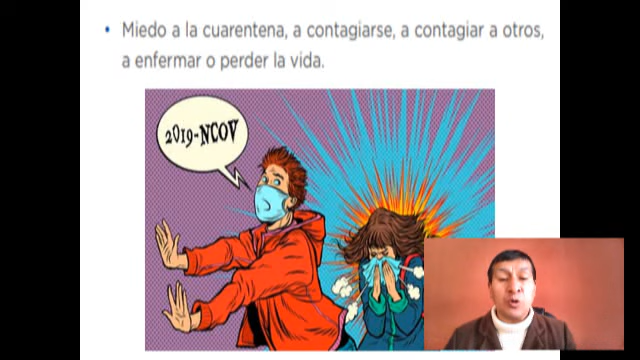 • Miedo a la cuarentena, a contagiarse, a contagiar a otros,
a enfermar o perder la vida.
2019-NCOV